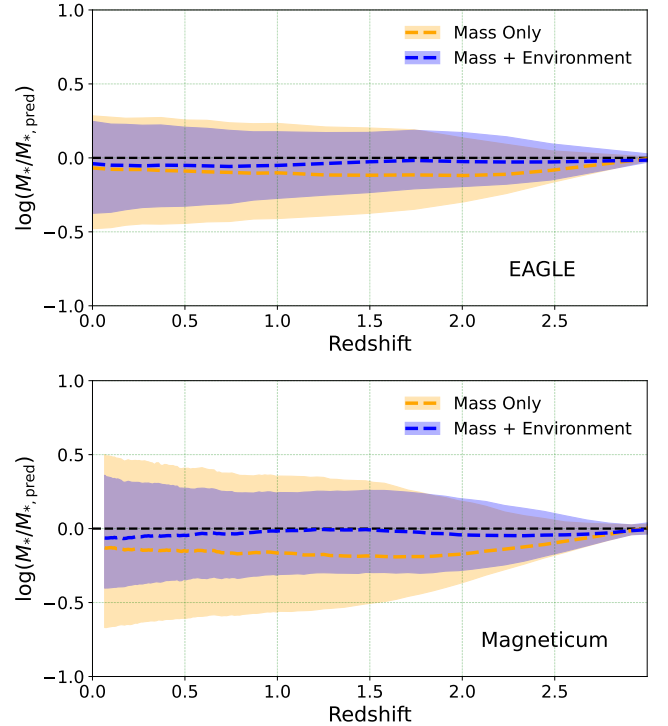 1.0
0.5
0.0
−0.5
−1.0
log(M*/M*, pred)
Mass Only
Mass + Environment
EAGLE
0.0 0.5 1.0 1.5 2.0 2.5
Redshift
1.0
0.5
0.0
−0.5
−1.0
log(M*/M*, pred)
Mass Only
Mass + Environment
Magneticum
0.0 0.5 1.0 1.5 2.0 2.5
Redshift